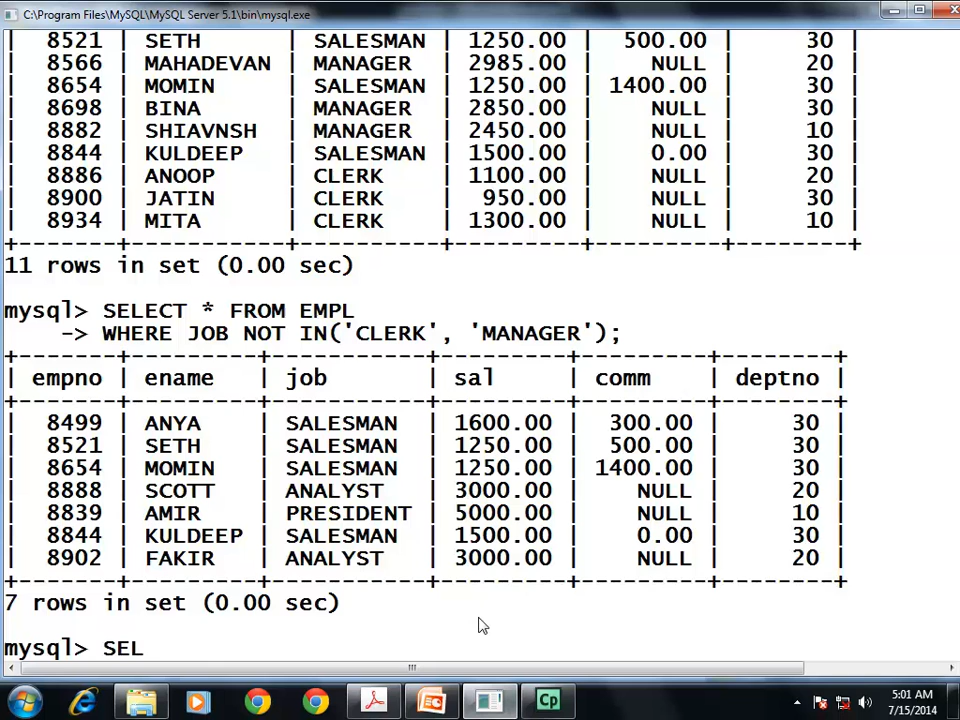 C:\Program Files\MySQL\MySQL Server 5.1\bin\mysql.exe
| 8521 | SETH | SALESMAN | 1250.00 | 500.00 | 30 |
| 8566 | MAHADEVAN | MANAGER | 2985.00 | NULL | 20 |
| 8654 | MOMIN | SALESMAN | 1250.00 | 1400.00 | 30 |
| 8698 | BINA | MANAGER | 2850.00 | NULL | 30 |
| 8882 | SHIAVNSH | MANAGER | 2450.00 | NULL | 10 |
| 8844 | KULDEEP | SALESMAN | 1500.00 | 0.00 | 30 |
| 8886 | ANOOP | CLERK | 1100.00 | NULL | 20 |
| 8900 | JATIN | CLERK | 950.00 | NULL | 30 |
| 8934 | MITA | CLERK | 1300.00 | NULL | 10 |
+-------+-----------+-----------+---------+---------+--------+
11 rows in set (0.00 sec)
mysql> SELECT * FROM EMPL
-> WHERE JOB NOT IN('CLERK', 'MANAGER');
+-------+---------+-----------+---------+---------+--------+
| empno | ename | job | sal | comm | deptno |
+-------+---------+-----------+---------+---------+--------+
| 8499 | ANYA | SALESMAN | 1600.00 | 300.00 | 30 |
| 8521 | SETH | SALESMAN | 1250.00 | 500.00 | 30 |
| 8654 | MOMIN | SALESMAN | 1250.00 | 1400.00 | 30 |
| 8888 | SCOTT | ANALYST | 3000.00 | NULL | 20 |
| 8839 | AMIR | PRESIDENT | 5000.00 | NULL | 10 |
| 8844 | KULDEEP | SALESMAN | 1500.00 | 0.00 | 30 |
| 8902 | FAKIR | ANALYST | 3000.00 | NULL | 20 |
+-------+---------+-----------+---------+---------+--------+
7 rows in set (0.00 sec)
mysql> SEL
Cp
5:01 AM
7/15/2014